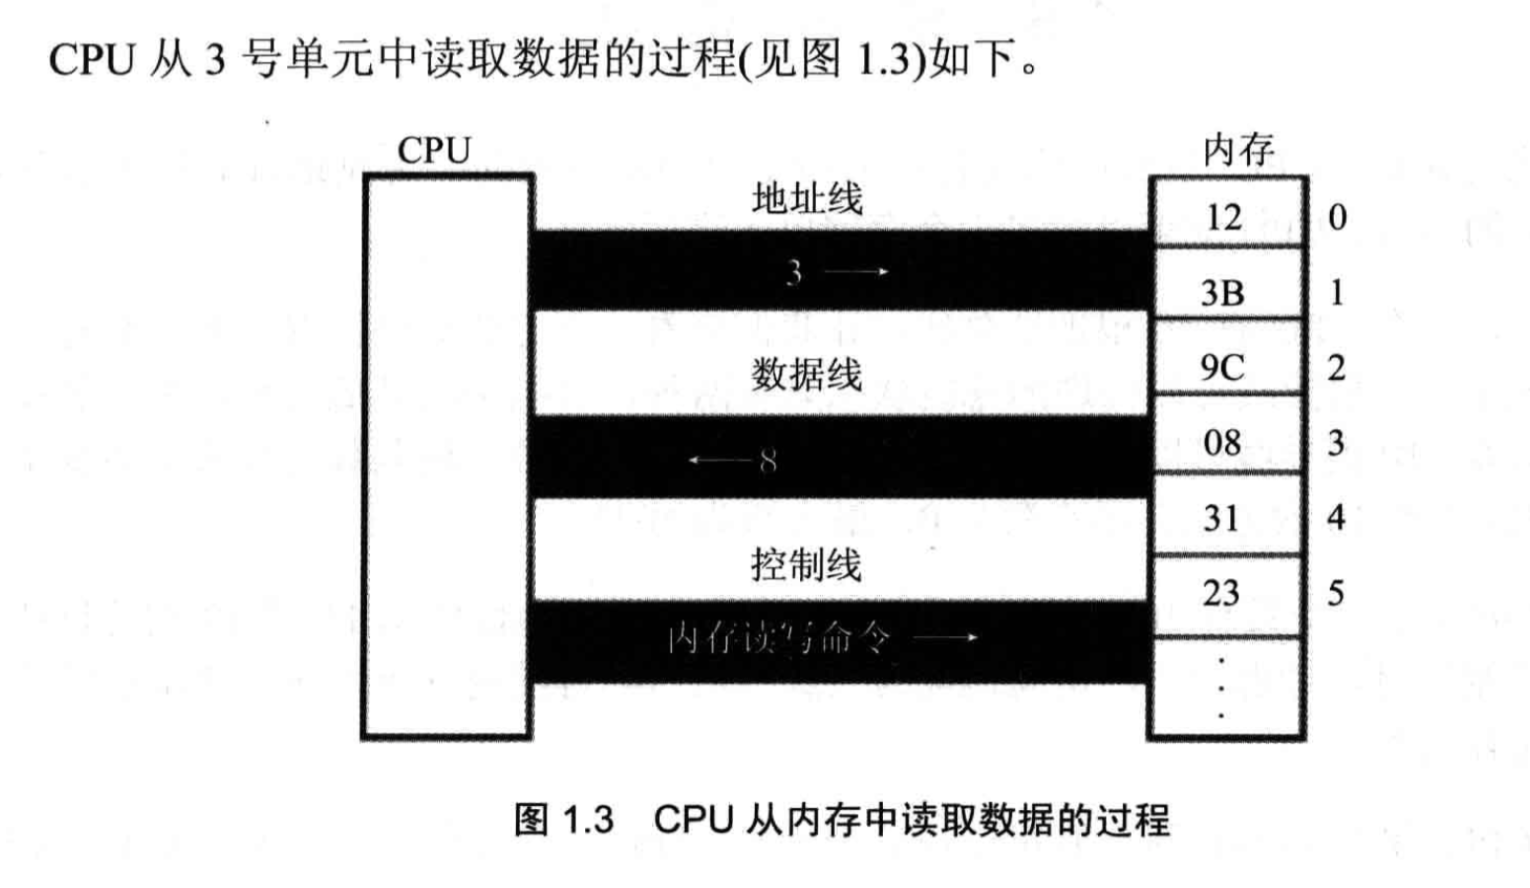 CPU 从 3 号单元中读取数据的过程(见图 1.3)如下。
CPU
内存
地址线
12 0
3
3B 1
数据线
9C 2
08 3
8
31 4
控制线
23 5
内存读写命令
图 1.3 CPU 从内存中读取数据的过程